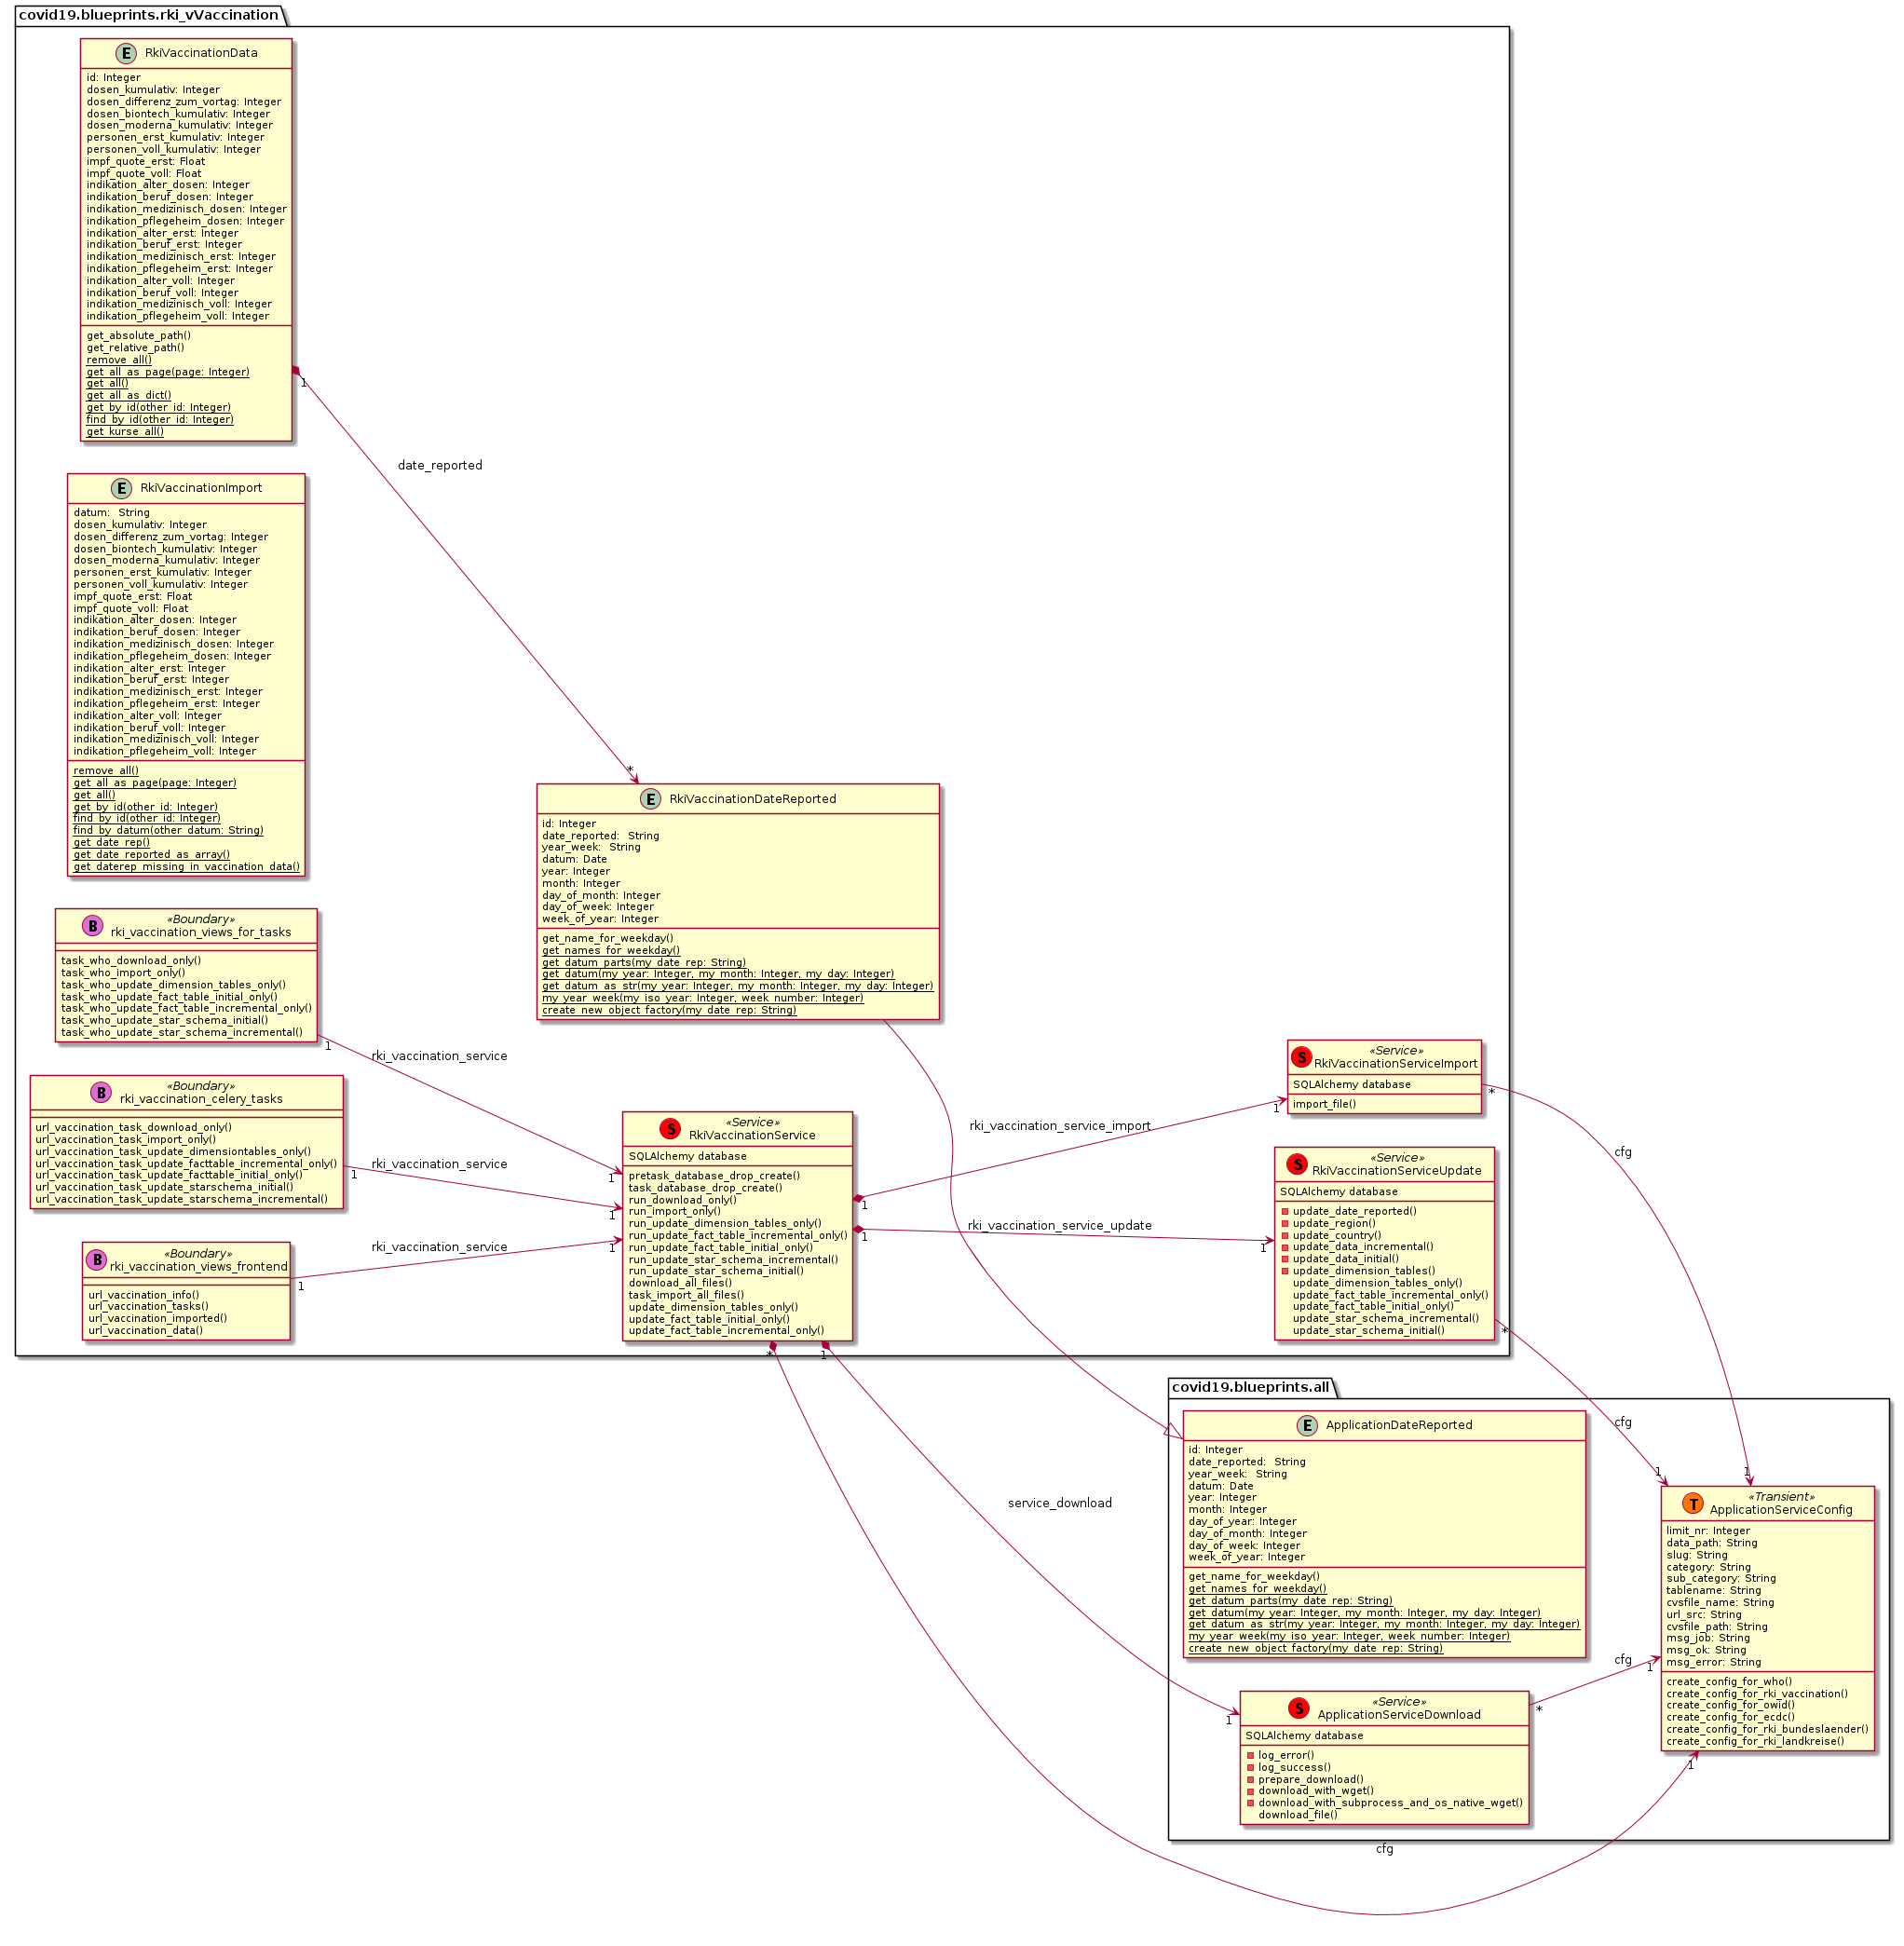 covid19.blueprints.rki_vVaccination
E RkiVaccinationData
id: Integer
dosen_kumulativ: Integer
dosen_differenz_zum_vortag: Integer
dosen_biontech_kumulativ: Integer
dosen_moderna_kumulativ: Integer
personen_erst_kumulativ: Integer
personen_voll_kumulativ: Integer
impf_quote_erst: Float
impf_quote_voll: Float
indikation_alter_dosen: Integer
indikation_beruf_dosen: Integer
indikation_medizinisch_dosen: Integer
indikation_pflegeheim_dosen: Integer
indikation_alter_erst: Integer
indikation_beruf_erst: Integer
indikation_medizinisch_erst: Integer
indikation_pflegeheim_erst: Integer
indikation_alter_voll: Integer
indikation_beruf_voll: Integer
indikation_medizinisch_voll: Integer
indikation_pflegeheim_voll: Integer
get_absolute_path()
get_relative_path()
remove_all()
get_all_as_page(page: Integer)
get_all()
get_all_as_dict()
get_by_id(other_id: Integer)
find_by_id(other_id: Integer)
get_kurse_all()
1
date_reported
*
E RkiVaccinationImport
datum:  String
dosen_kumulativ: Integer
dosen_differenz_zum_vortag: Integer
dosen_biontech_kumulativ: Integer
dosen_moderna_kumulativ: Integer
personen_erst_kumulativ: Integer
personen_voll_kumulativ: Integer
impf_quote_erst: Float
impf_quote_voll: Float
indikation_alter_dosen: Integer
indikation_beruf_dosen: Integer
indikation_medizinisch_dosen: Integer
indikation_pflegeheim_dosen: Integer
indikation_alter_erst: Integer
indikation_beruf_erst: Integer
indikation_medizinisch_erst: Integer
indikation_pflegeheim_erst: Integer
indikation_alter_voll: Integer
indikation_beruf_voll: Integer
indikation_medizinisch_voll: Integer
indikation_pflegeheim_voll: Integer
remove_all()
get_all_as_page(page: Integer)
get_all()
get_by_id(other_id: Integer)
find_by_id(other_id: Integer)
find_by_datum(other_datum: String)
get_date_rep()
get_date_reported_as_array()
get_daterep_missing_in_vaccination_data()
E RkiVaccinationDateReported
id: Integer
date_reported:  String
year_week:  String
datum: Date
year: Integer
month: Integer
day_of_month: Integer
day_of_week: Integer
week_of_year: Integer
get_name_for_weekday()
get_names_for_weekday()
get_datum_parts(my_date_rep: String)
get_datum(my_year: Integer, my_month: Integer, my_day: Integer)
get_datum_as_str(my_year: Integer, my_month: Integer, my_day: Integer)
my_year_week(my_iso_year: Integer, week_number: Integer)
create_new_object_factory(my_date_rep: String)
B «Boundary»
rki_vaccination_views_for_tasks
task_who_download_only()
task_who_import_only()
task_who_update_dimension_tables_only()
task_who_update_fact_table_initial_only()
task_who_update_fact_table_incremental_only()
task_who_update_star_schema_initial()
task_who_update_star_schema_incremental()
1
rki_vaccination_service
1
B «Boundary»
rki_vaccination_celery_tasks
url_vaccination_task_download_only()
url_vaccination_task_import_only()
url_vaccination_task_update_dimensiontables_only()
url_vaccination_task_update_facttable_incremental_only()
url_vaccination_task_update_facttable_initial_only()
url_vaccination_task_update_starschema_initial()
url_vaccination_task_update_starschema_incremental()
1
rki_vaccination_service
1
B «Boundary»
rki_vaccination_views_frontend
url_vaccination_info()
url_vaccination_tasks()
url_vaccination_imported()
url_vaccination_data()
1
rki_vaccination_service
1
S «Service»
RkiVaccinationService
SQLAlchemy database
pretask_database_drop_create()
task_database_drop_create()
run_download_only()
run_import_only()
run_update_dimension_tables_only()
run_update_fact_table_incremental_only()
run_update_fact_table_initial_only()
run_update_star_schema_incremental()
run_update_star_schema_initial()
download_all_files()
task_import_all_files()
update_dimension_tables_only()
update_fact_table_initial_only()
update_fact_table_incremental_only()
1
rki_vaccination_service_import
1
1
rki_vaccination_service_update
1
*
1
S «Service»
RkiVaccinationServiceImport
SQLAlchemy database
import_file()
*
cfg
1
S «Service»
RkiVaccinationServiceUpdate
SQLAlchemy database
update_date_reported()
update_region()
update_country()
update_data_incremental()
update_data_initial()
update_dimension_tables()
update_dimension_tables_only()
update_fact_table_incremental_only()
update_fact_table_initial_only()
update_star_schema_incremental()
update_star_schema_initial()
*
cfg
1
service_download
1
covid19.blueprints.all
E ApplicationDateReported
id: Integer
date_reported:  String
year_week:  String
datum: Date
year: Integer
month: Integer
day_of_year: Integer
day_of_month: Integer
day_of_week: Integer
week_of_year: Integer
get_name_for_weekday()
get_names_for_weekday()
get_datum_parts(my_date_rep: String)
get_datum(my_year: Integer, my_month: Integer, my_day: Integer)
get_datum_as_str(my_year: Integer, my_month: Integer, my_day: Integer)
my_year_week(my_iso_year: Integer, week_number: Integer)
create_new_object_factory(my_date_rep: String)
T «Transient»
ApplicationServiceConfig
limit_nr: Integer
data_path: String
slug: String
category: String
sub_category: String
tablename: String
cvsfile_name: String
url_src: String
cvsfile_path: String
msg_job: String
msg_ok: String
msg_error: String
create_config_for_who()
create_config_for_rki_vaccination()
create_config_for_owid()
create_config_for_ecdc()
create_config_for_rki_bundeslaender()
create_config_for_rki_landkreise()
S «Service»
ApplicationServiceDownload
SQLAlchemy database
log_error()
log_success()
prepare_download()
download_with_wget()
download_with_subprocess_and_os_native_wget()
download_file()
*
cfg
1
1
cfg